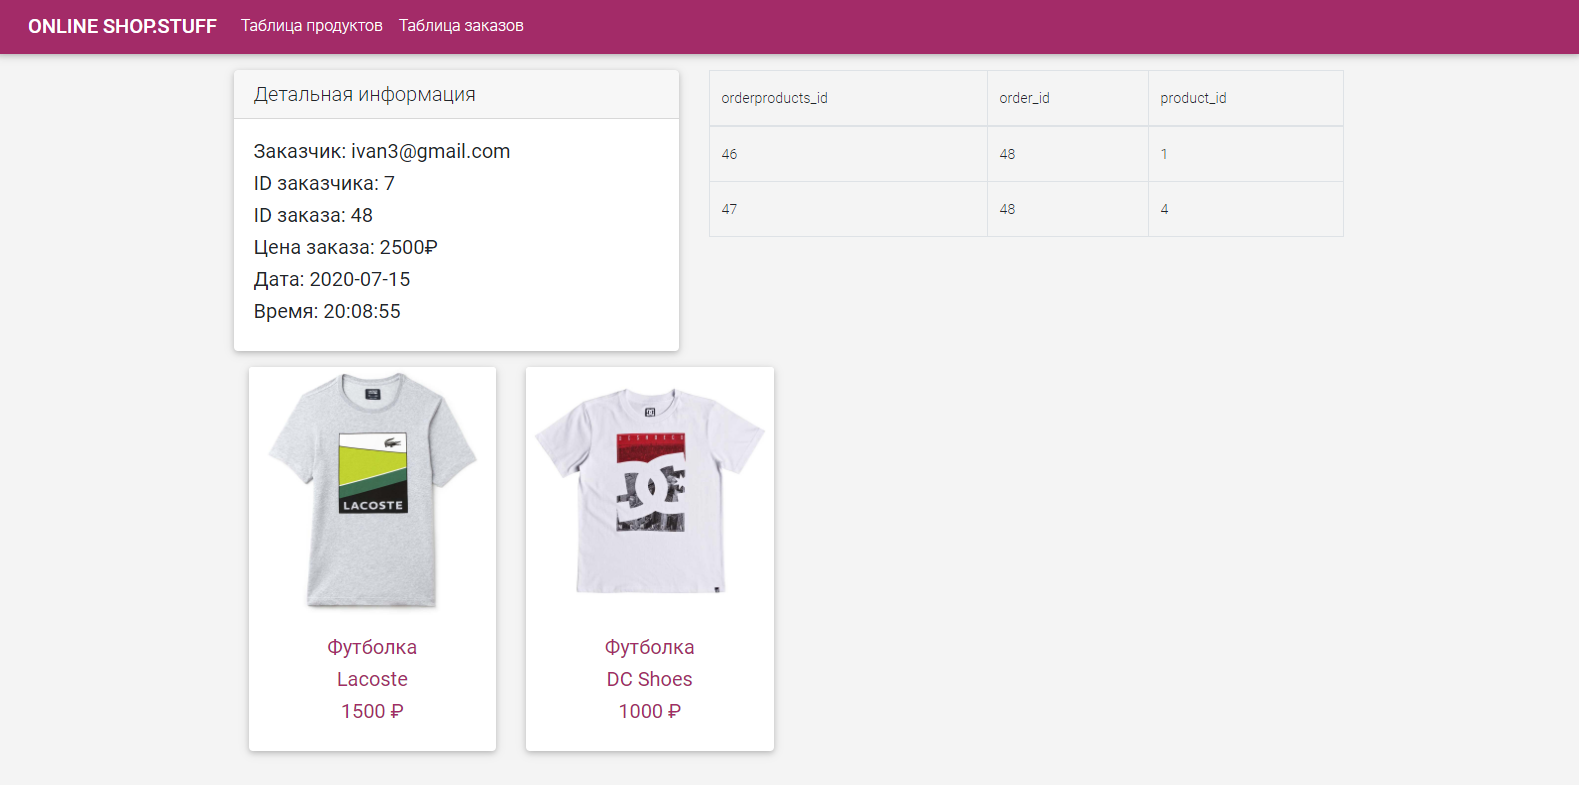 ONLINE SHOP.STUFF Таблица продуктов Таблица заказов
Детальная информация
Заказчик: ivan3@gmail.com
ID заказчика: 7
ID заказа: 48
Цена заказа: 2500₽
Дата: 2020-07-15
Время: 20:08:55
orderproducts_id order_id product_id
46 48 1
47 48 4
LACOSTE
DC
Футболка
Lacoste
1500 ₽
Футболка
DC Shoes
1000 ₽